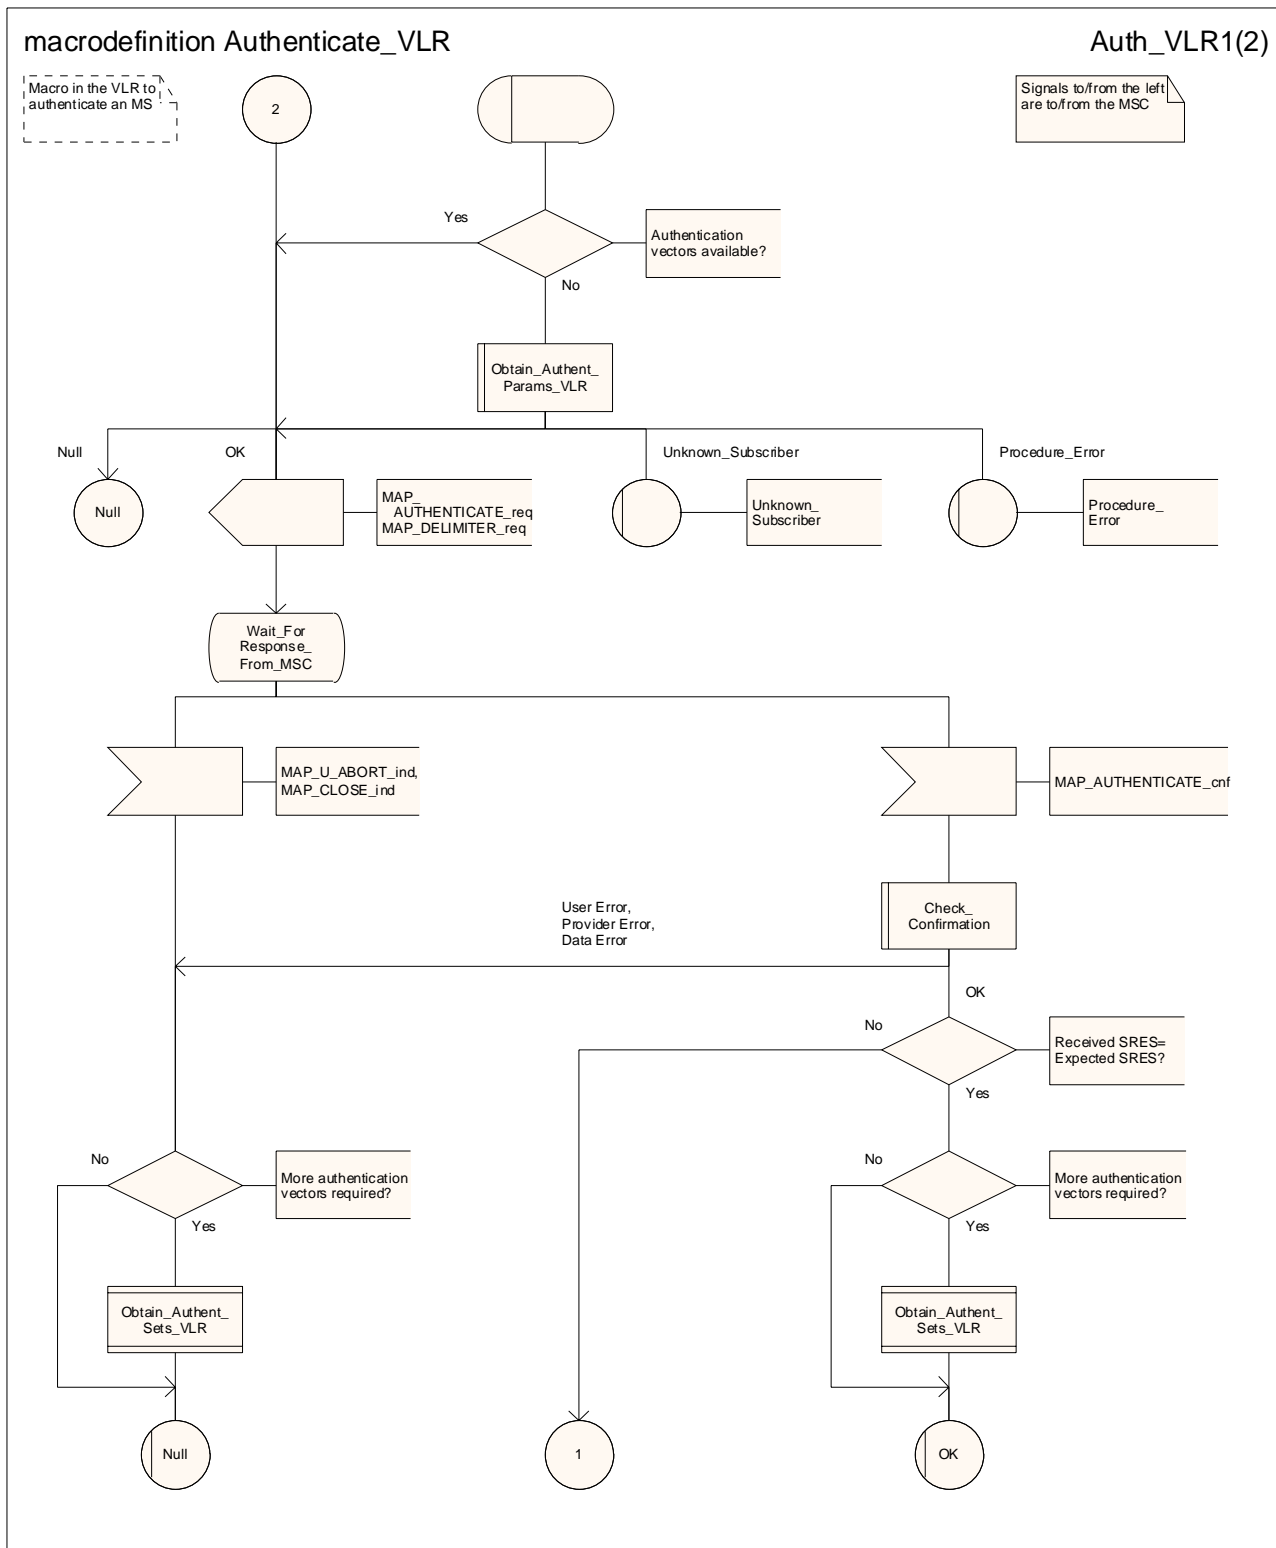 macrodefinition Authenticate_VLR
Auth_VLR1(2)
Macro in the VLR to
authenticate an MS
2
Signals to/from the left
are to/from the MSC
Yes
Authentication
vectors available?
No
Obtain_Authent_
Params_VLR
Null
OK
Unknown_Subscriber
Procedure_Error
Null
MAP_
AUTHENTICATE_req
MAP_DELIMITER_req
Unknown_
Subscriber
Procedure_
Error
Wait_For
Response_
From_MSC
MAP_U_ABORT_ind,
MAP_CLOSE_ind
MAP_AUTHENTICATE_cnf
User Error,
Provider Error,
Data Error
Check_
Confirmation
OK
No
Received SRES=
Expected SRES?
Yes
No
More authentication
vectors required?
Yes
No
More authentication
vectors required?
Yes
Obtain_Authent_
Sets_VLR
Obtain_Authent_
Sets_VLR
Null
1
OK